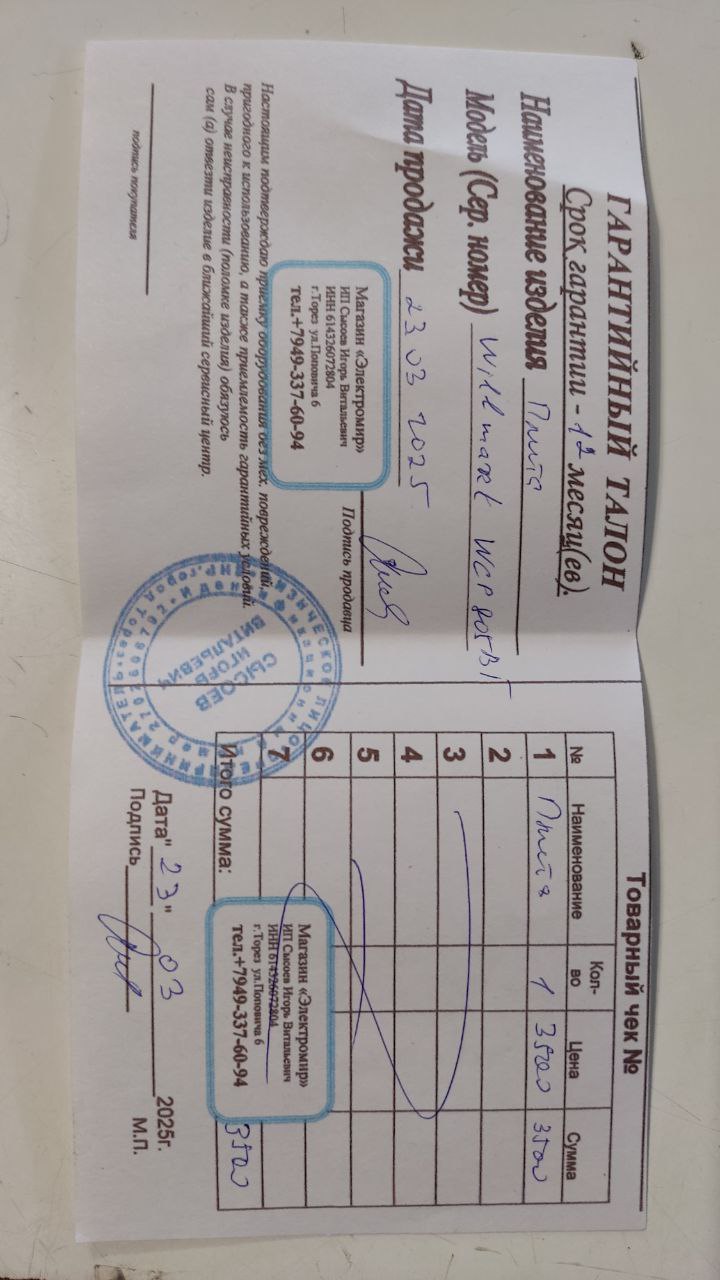 ГАРАНТИЙНЫЙ ТАЛОН
Срок гарантии - 12 месяц(ев).
Наименование изделия Плита
Модель (Сер. номер) Willmark WCP 805BГ
Дата продажи 23 03 2025
Магазин «Электромир»
ИП Сысоев Игорь Витальевич
ИНН 614326072804
г.Торез ул.Поповича 6
тел.+7949-337-60-94
Подпись продавца
Настоящим подтверждаю приемку оборудования без мех. повреждений,
пригодного к использованию, а также приемлемость гарантийных условий.
В случае неисправности (поломке изделия) обязуюсь
сам (а) отвезти изделие в ближайший сервисный центр.
подпись покупателя
СЫСОЕВ
ИГОРЬ
ВИТАЛЬЕВИЧ
Товарный чек №
№ Наименование Кол-во Цена Сумма
1 Плита 1 3500 3500
2
3
4
5
6
7
Итого сумма: 3500
Магазин «Электромир»
ИП Сысоев Игорь Витальевич
ИНН 614326072804
г.Торез ул.Поповича 6
тел.+7949-337-60-94
Дата "23" 03 2025г.
Подпись М.П.